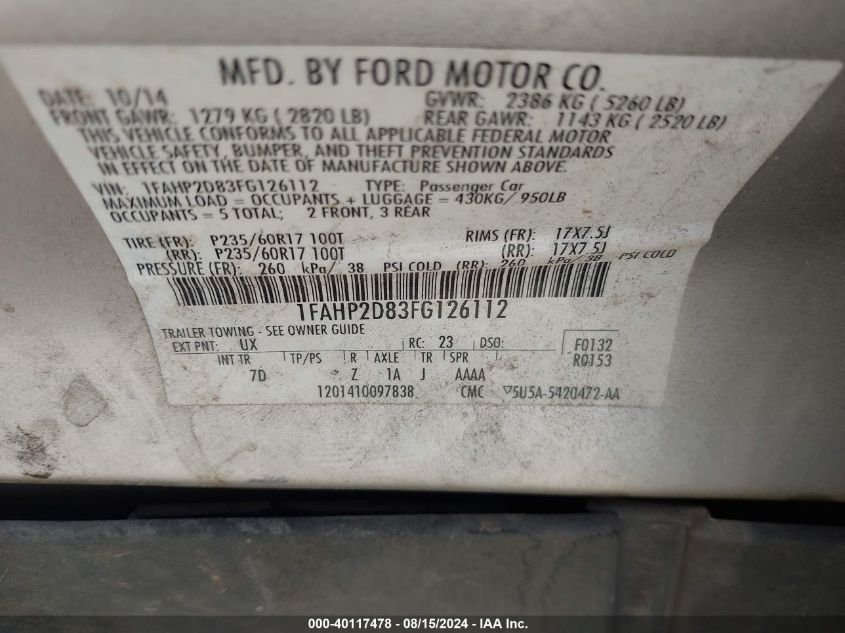 MFD. BY FORD MOTOR CO.
DATE: 10/14 GVWR: 2386 KG ( 5260 LB)
FRONT GAWR: 1279 KG ( 2820 LB) REAR GAWR: 1143 KG ( 2520 LB)
THIS VEHICLE CONFORMS TO ALL APPLICABLE FEDERAL MOTOR
VEHICLE SAFETY, BUMPER, AND THEFT PREVENTION STANDARDS
IN EFFECT ON THE DATE OF MANUFACTURE SHOWN ABOVE.
VIN: 1FAHP2D83FG126112 TYPE: Passenger Car
MAXIMUM LOAD = OCCUPANTS + LUGGAGE = 430KG/ 950LB
OCCUPANTS = 5 TOTAL; 2 FRONT, 3 REAR
TIRE (FR): P235/60R17 100T RIMS (FR): 17X7.5J
(RR): P235/60R17 100T (RR): 17X7.5J
PRESSURE (FR): 260 kPa/ 38 PSI COLD (RR): 260 kPa/ 38 PSI COLD
1FAHP2D83FG126112
TRAILER TOWING - SEE OWNER GUIDE
EXT PNT: UX RC: 23 DSO: F0132
INT TR TP/PS R AXLE TR SPR R0153
7D Z 1A J AAAA
1201410097838 CMC ▽5U5A-5420472-AA
000-40117478 - 08/15/2024 - IAA Inc.